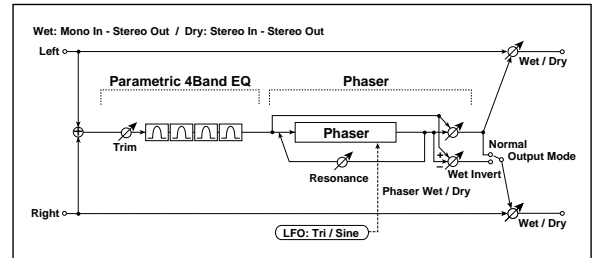 Wet: Mono In - Stereo Out / Dry: Stereo In - Stereo Out
Left
Wet / Dry
Parametric 4Band EQ
Phaser
Phaser
Trim
Normal
Output Mode
+
−
Wet Invert
Resonance
Phaser Wet / Dry
Right
LFO: Tri / Sine
Wet / Dry